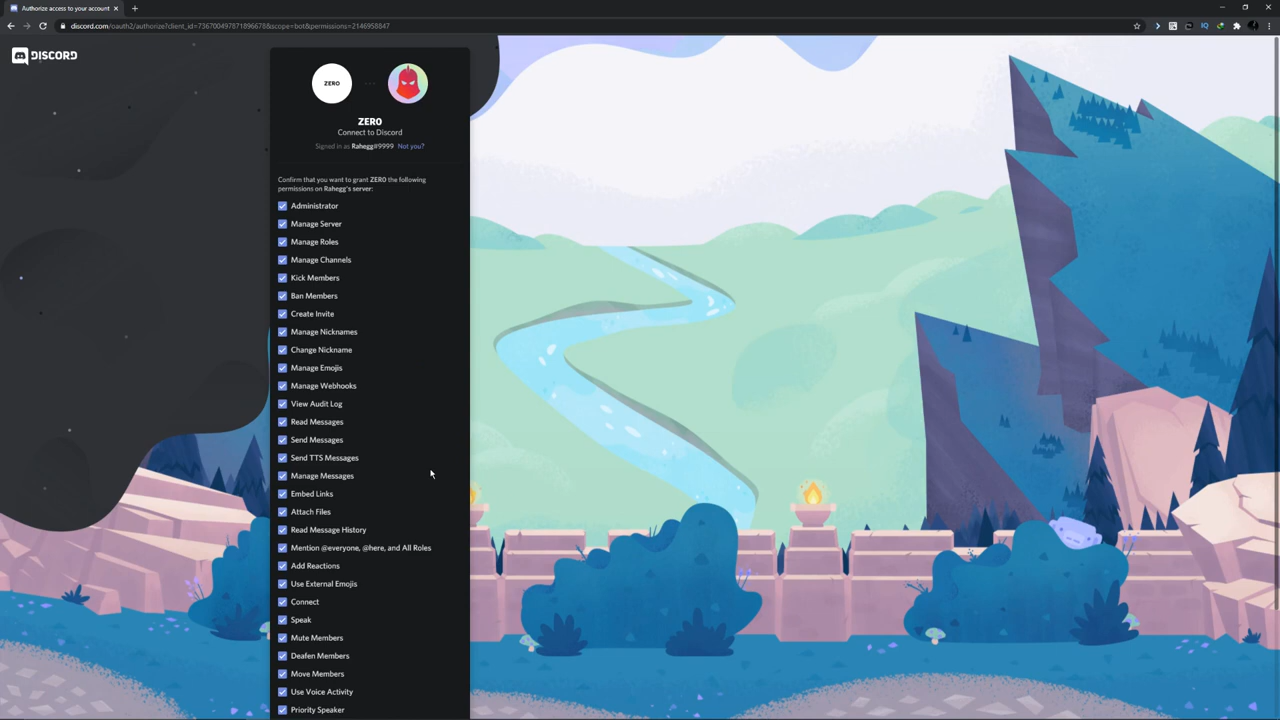 Authorize access to your account
discord.com/oauth2/authorize?client_id=736700497871896678&scope=bot&permissions=2146958847
IQ
DISCORD
ZERO
ZERO
Connect to Discord
Signed in as Rahegg#9999 Not you?
Confirm that you want to grant ZERO the following
permissions on Rahegg's server:
Administrator
Manage Server
Manage Roles
Manage Channels
Kick Members
Ban Members
Create Invite
Manage Nicknames
Change Nickname
Manage Emojis
Manage Webhooks
View Audit Log
Read Messages
Send Messages
Send TTS Messages
Manage Messages
Embed Links
Attach Files
Read Message History
Mention @everyone, @here, and All Roles
Add Reactions
Use External Emojis
Connect
Speak
Mute Members
Deafen Members
Move Members
Use Voice Activity
Priority Speaker